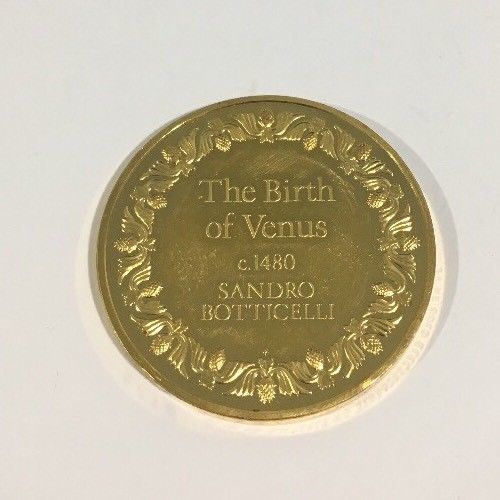 The Birth
of Venus
c.1480
SANDRO
BOTTICELLI